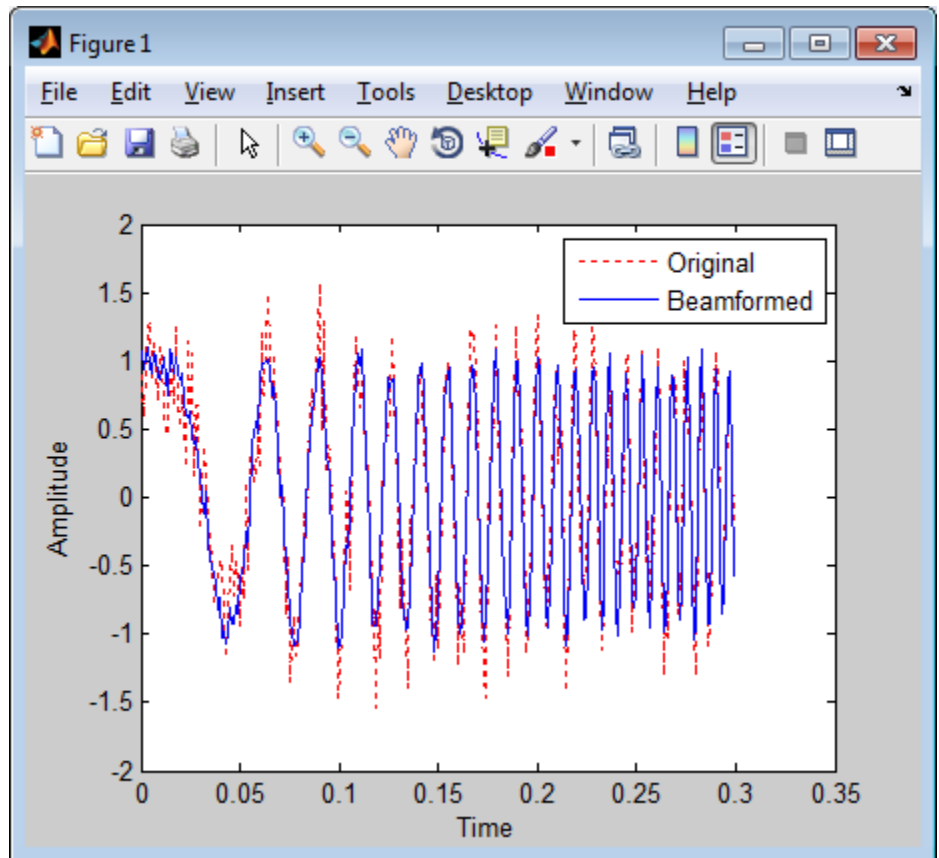 Figure 1
File Edit View Insert Tools Desktop Window Help
2
1.5
1
0.5
0
-0.5
-1
-1.5
-2
Amplitude
Original
Beamformed
0 0.05 0.1 0.15 0.2 0.25 0.3 0.35
Time